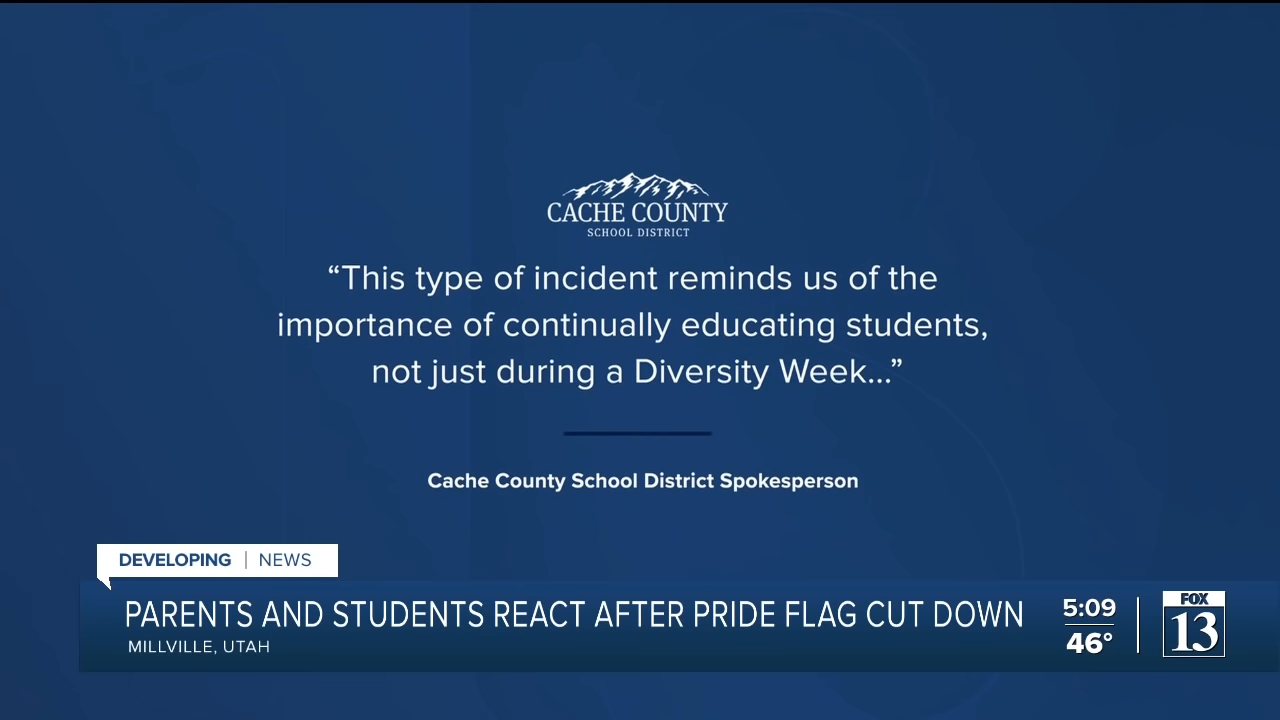 CACHE COUNTY
SCHOOL DISTRICT
“This type of incident reminds us of the
importance of continually educating students,
not just during a Diversity Week...”
Cache County School District Spokesperson
DEVELOPING | NEWS
PARENTS AND STUDENTS REACT AFTER PRIDE FLAG CUT DOWN
MILLVILLE, UTAH
5:09
46°
FOX
13